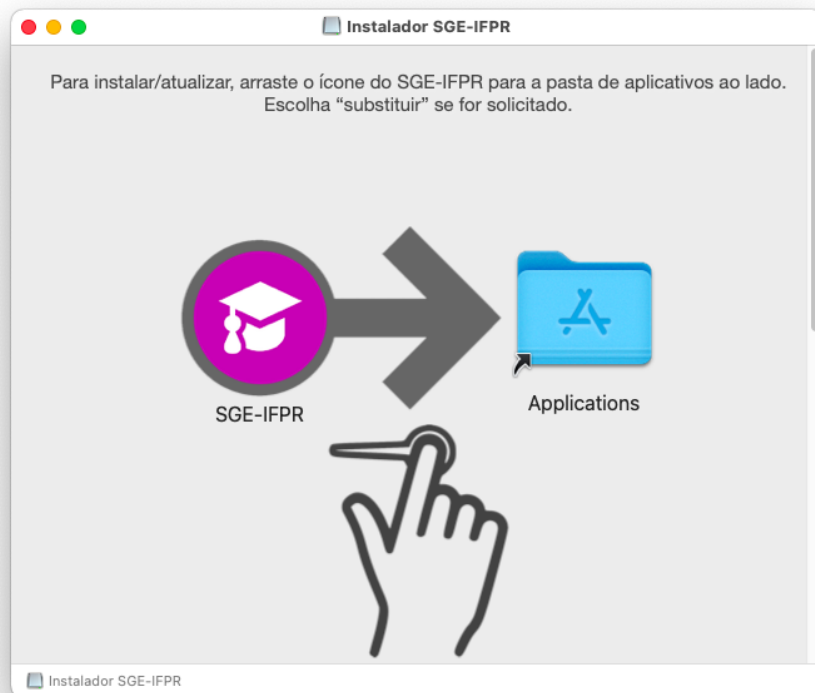 Instalador SGE-IFPR
Para instalar/atualizar, arraste o ícone do SGE-IFPR para a pasta de aplicativos ao lado.
Escolha “substituir” se for solicitado.
SGE-IFPR
Applications
Instalador SGE-IFPR